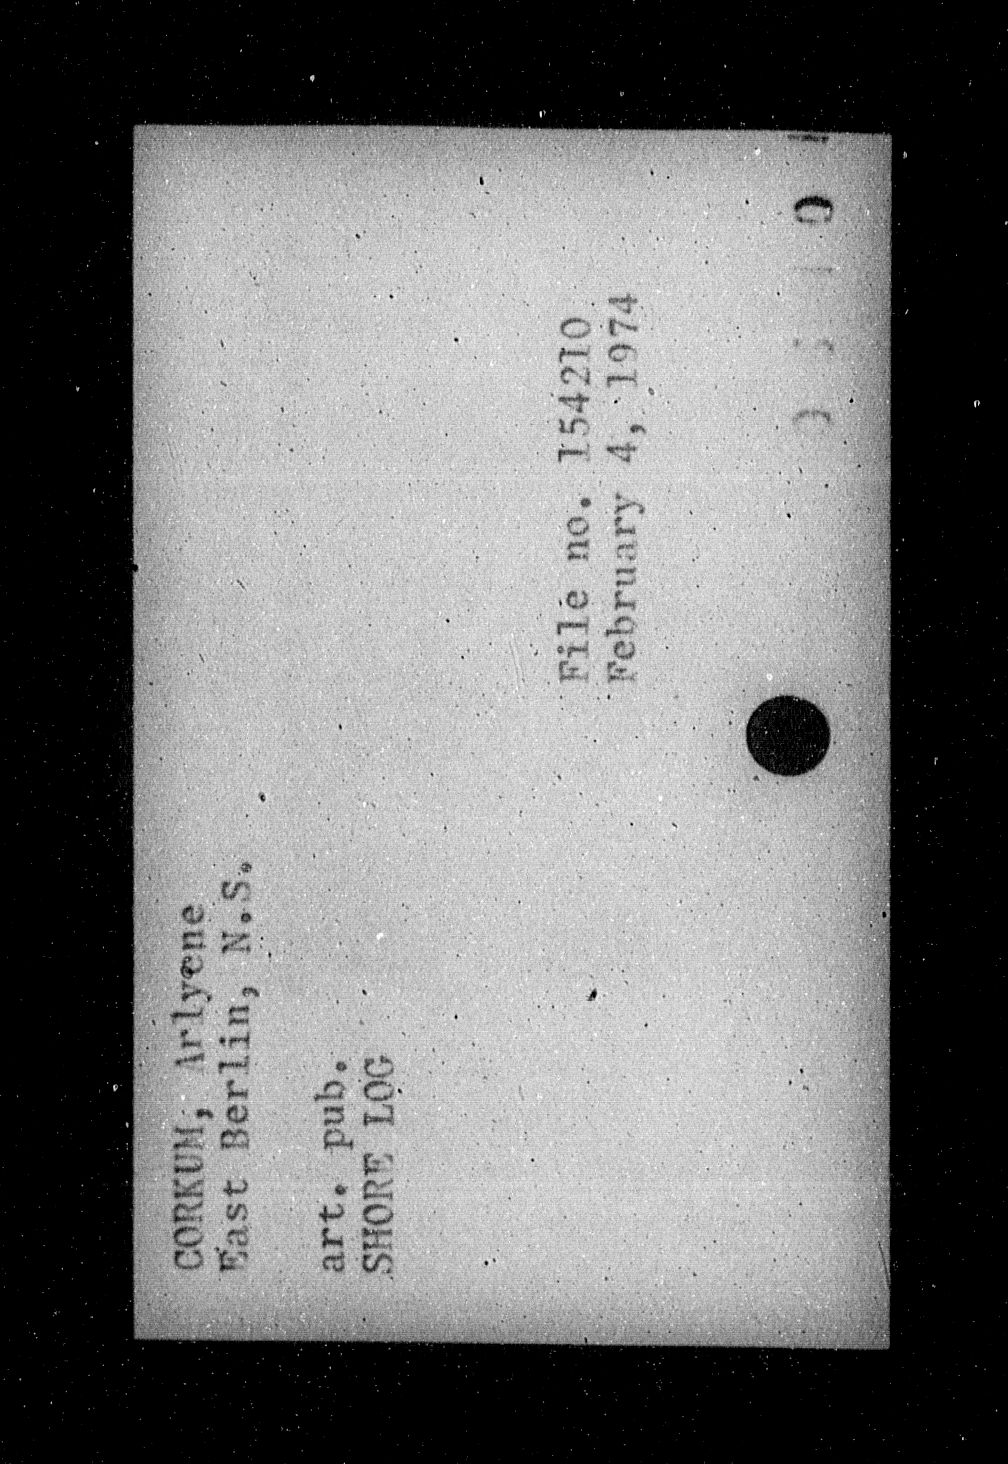 CORKUM, Arlyene
East Berlin, N.S.
art. pub.
SHORE LOG
File no. 154210
February 4, 1974